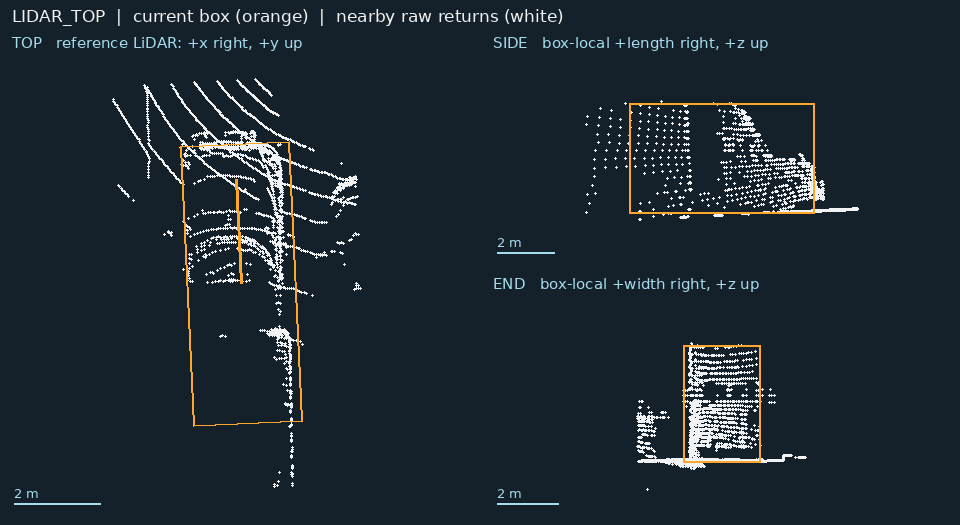 LIDAR_TOP  |  current box (orange)  |  nearby raw returns (white)
TOP   reference LiDAR: +x right, +y up
SIDE   box-local +length right, +z up
2 m
END   box-local +width right, +z up
2 m
2 m